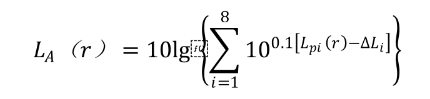 L_A（r）= 10lg{∑_{i=1}^{8} 10^{0.1[L_{pi}(r)−ΔL_i]}}